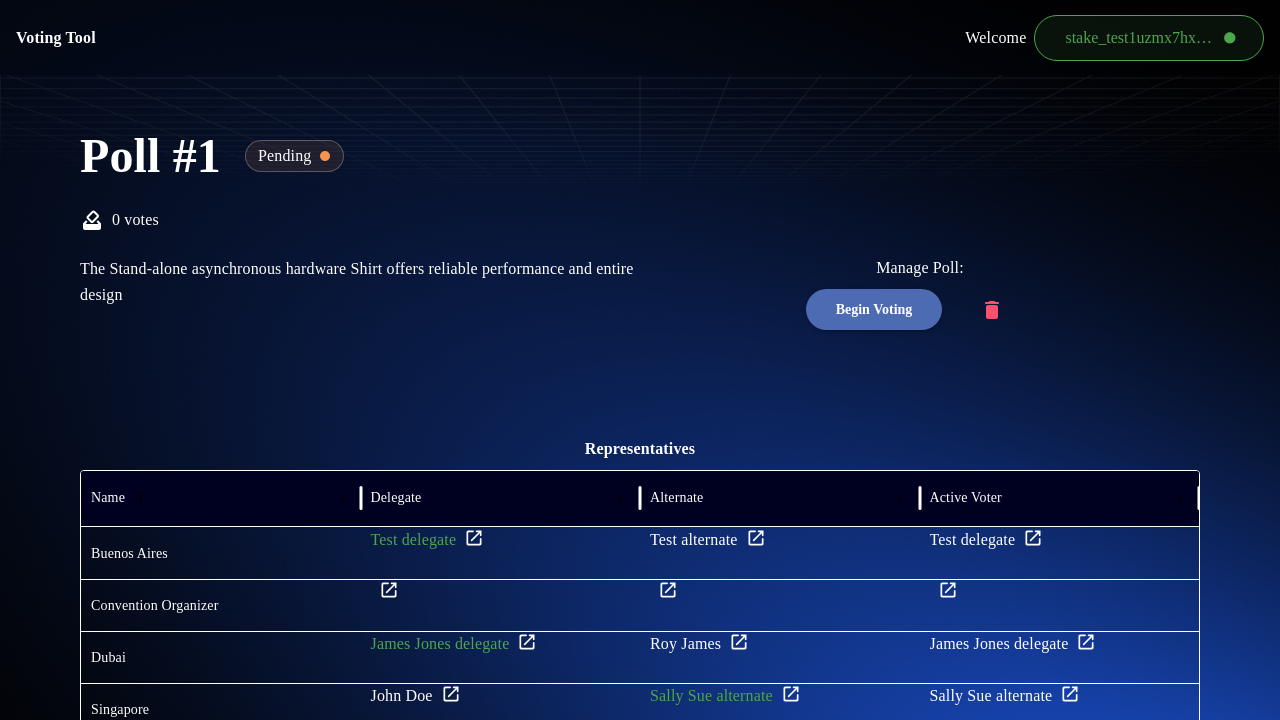 Voting Tool
Welcome
stake_test1uzmx7hx…
Poll #1
Pending
0 votes
The Stand-alone asynchronous hardware Shirt offers reliable performance and entire
design
Manage Poll:
Begin Voting
Representatives
Name Delegate Alternate Active Voter
Buenos Aires Test delegate Test alternate Test delegate
Convention Organizer
Dubai James Jones delegate Roy James James Jones delegate
Singapore John Doe Sally Sue alternate Sally Sue alternate